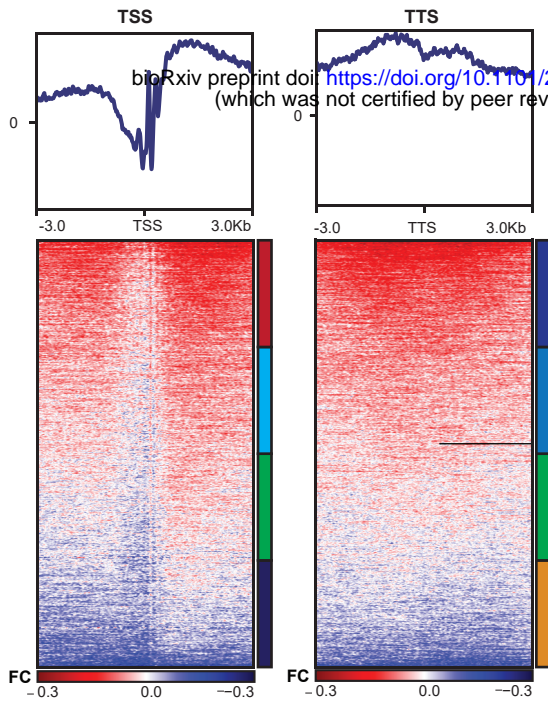 TSS TTS
bioRxiv preprint doi: https://doi.org/10.1101/2
(which was not certified by peer rev
0 0
-3.0 TSS 3.0Kb -3.0 TTS 3.0Kb
FC FC
-0.3 0.0 --0.3 -0.3 0.0 --0.3